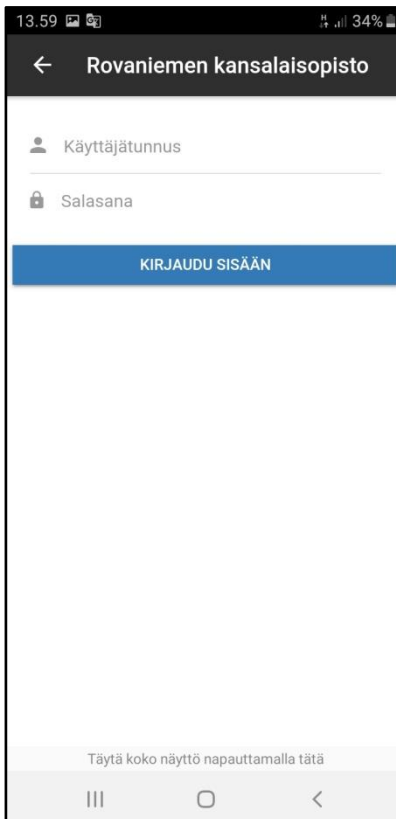 13.59 34%
Rovaniemen kansalaisopisto
Käyttäjätunnus
Salasana
KIRJAUDU SISÄÄN
Täytä koko näyttö napauttamalla tätä